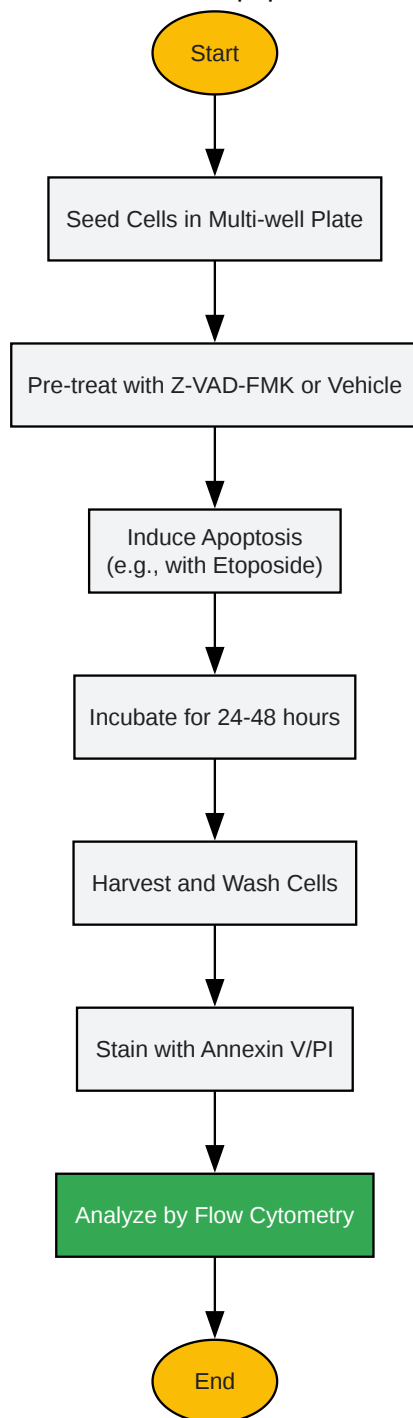 Start
Seed Cells in Multi-well Plate
Pre-treat with Z-VAD-FMK or Vehicle
Induce Apoptosis
(e.g., with Etoposide)
Incubate for 24-48 hours
Harvest and Wash Cells
Stain with Annexin V/PI
Analyze by Flow Cytometry
End